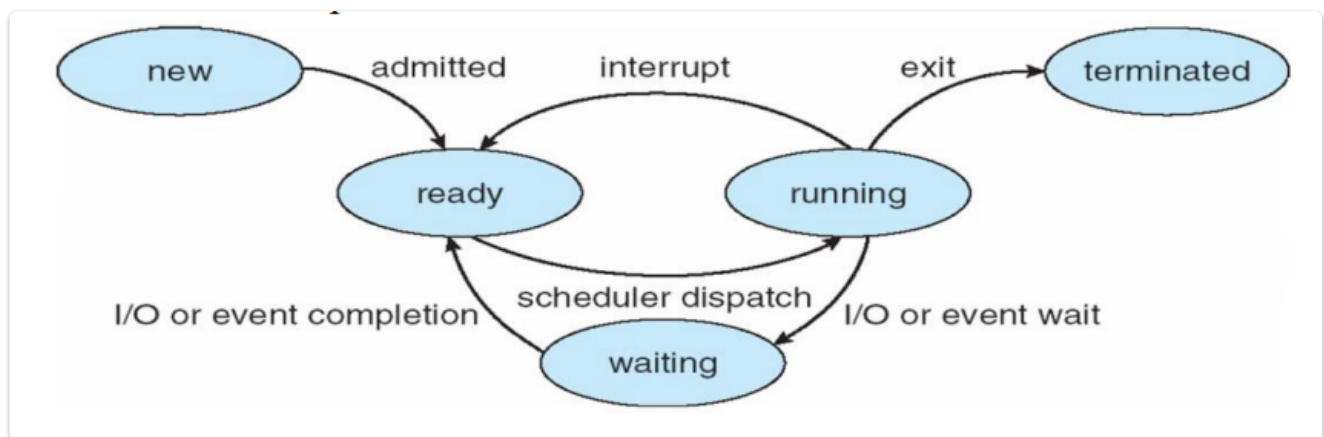 new
admitted
interrupt
exit
terminated
ready
running
scheduler dispatch
I/O or event completion
I/O or event wait
waiting